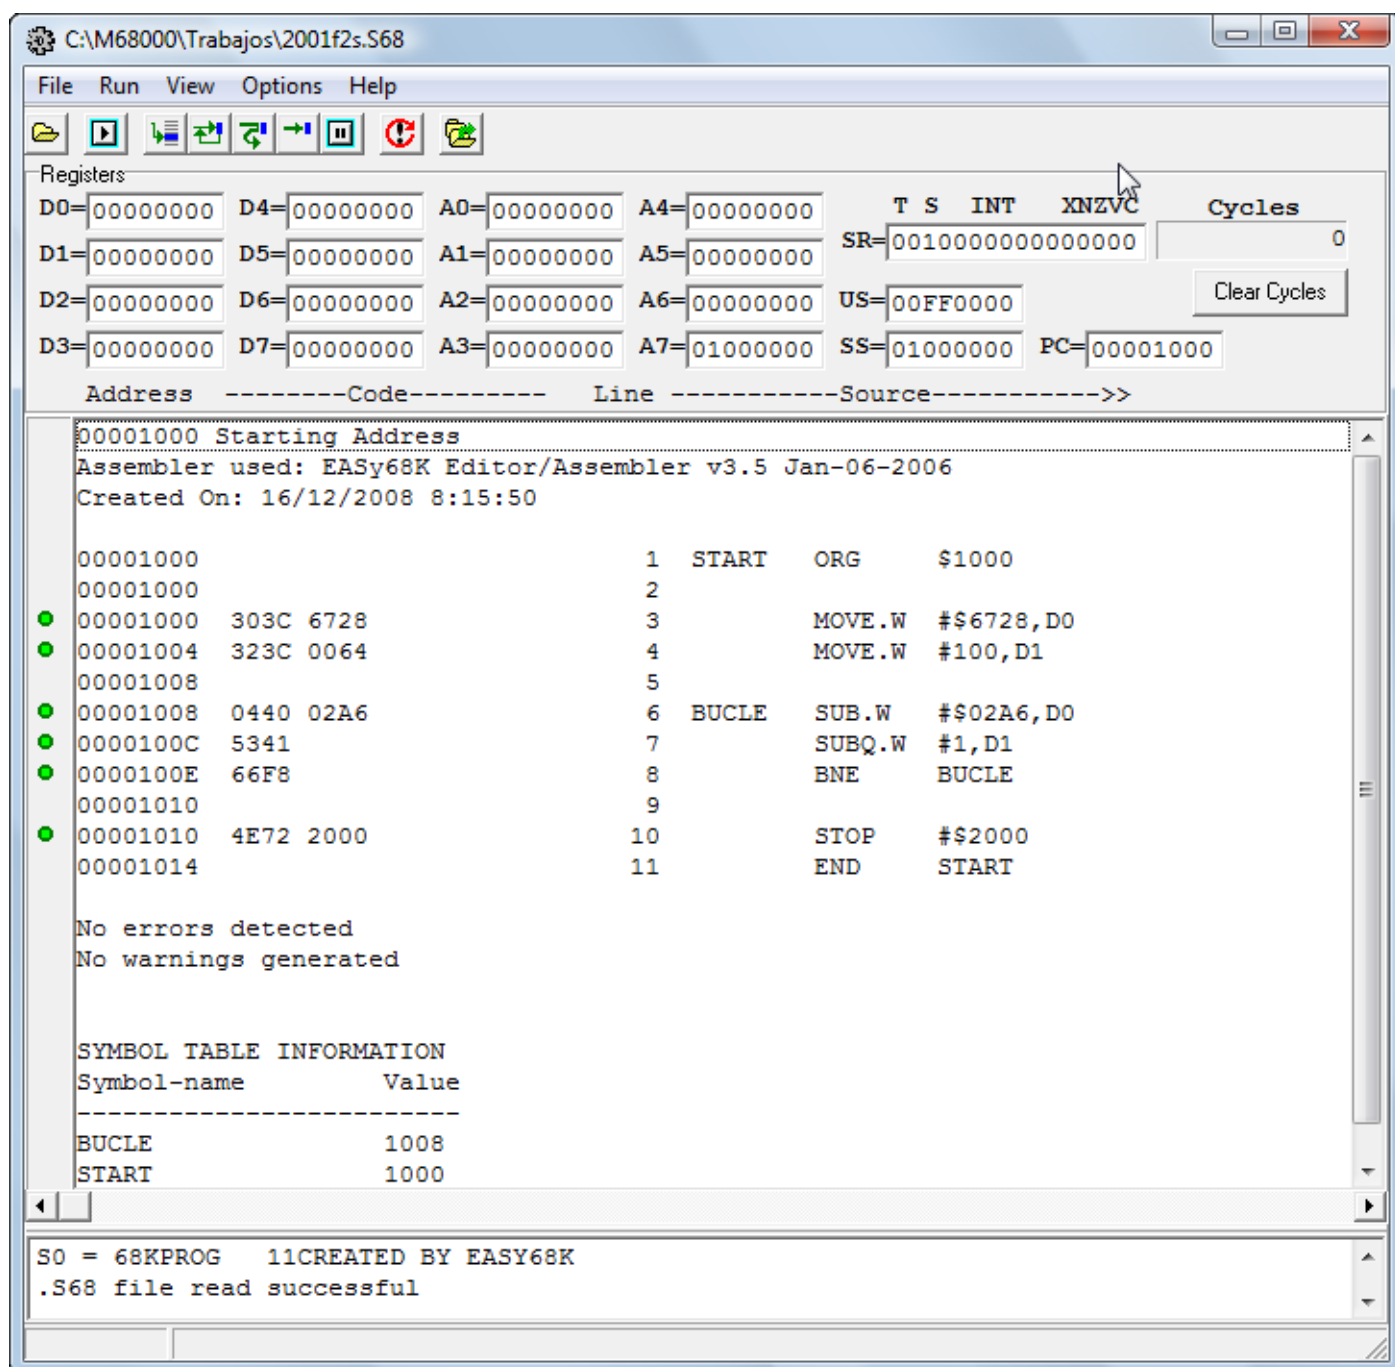 C:\M68000\Trabajos\2001f2s.S68
File Run View Options Help
Registers
D0=00000000 D4=00000000 A0=00000000 A4=00000000 T S INT XNZVC Cycles
D1=00000000 D5=00000000 A1=00000000 A5=00000000 SR=0010000000000000 0
D2=00000000 D6=00000000 A2=00000000 A6=00000000 US=00FF0000 Clear Cycles
D3=00000000 D7=00000000 A3=00000000 A7=01000000 SS=01000000 PC=00001000
Address --------Code--------- Line -----------Source----------->>
00001000 Starting Address
Assembler used: EASy68K Editor/Assembler v3.5 Jan-06-2006
Created On: 16/12/2008 8:15:50
00001000 1 START ORG $1000
00001000 2
00001000 303C 6728 3 MOVE.W #$6728,D0
00001004 323C 0064 4 MOVE.W #100,D1
00001008 5
00001008 0440 02A6 6 BUCLE SUB.W #$02A6,D0
0000100C 5341 7 SUBQ.W #1,D1
0000100E 66F8 8 BNE BUCLE
00001010 9
00001010 4E72 2000 10 STOP #$2000
00001014 11 END START
No errors detected
No warnings generated
SYMBOL TABLE INFORMATION
Symbol-name Value
-------------------------
BUCLE 1008
START 1000
S0 = 68KPROG 11CREATED BY EASY68K
.S68 file read successful